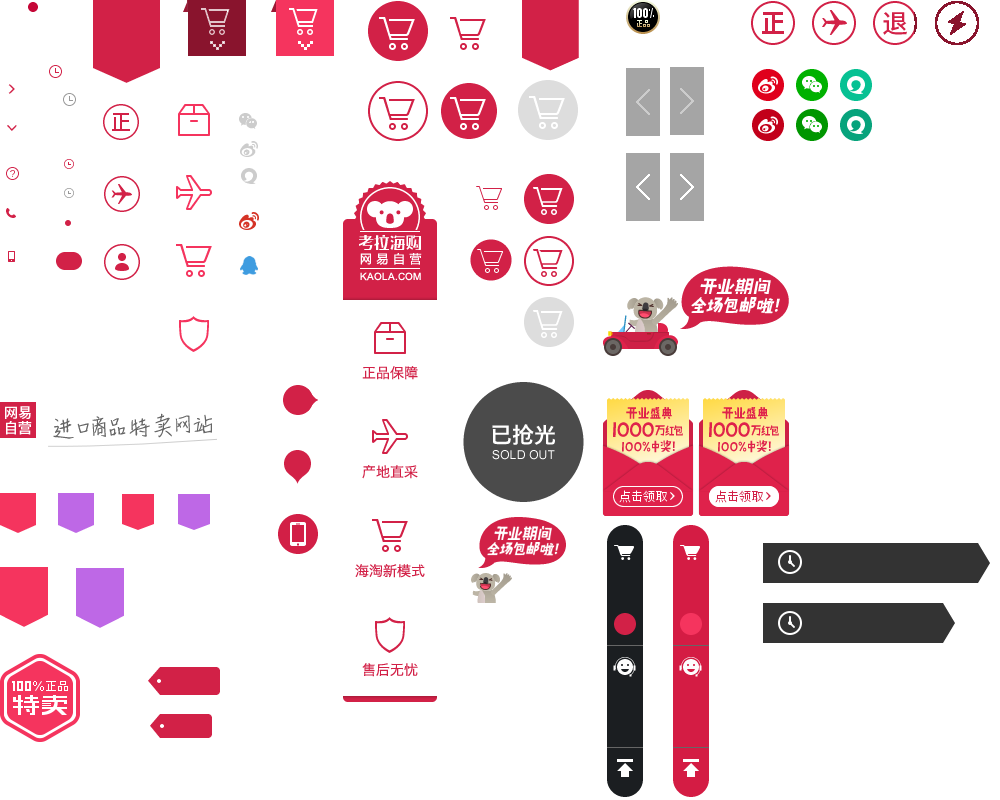 100%
正
退
正
考拉海购
网易自营
KAOLA.COM
正品保障
产地直采
海淘新模式
售后无忧
网易
自营
进口商品特卖网站
100%正品
特卖
已抢光
SOLD OUT
开业期间
全场包邮啦!
开业期间
全场包邮啦!
开业盛典
1000万红包
100%中奖!
点击领取
开业盛典
1000万红包
100%中奖!
点击领取